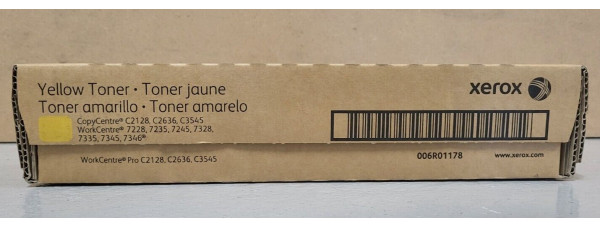 Yellow Toner • Toner jaune
Toner amarillo • Toner amarelo
CopyCentre® C2128, C2636, C3545
WorkCentre® 7228, 7235, 7245, 7328,
7335, 7345, 7346®
WorkCentre® Pro C2128, C2636, C3545
xerox
006R01178
www.xerox.com